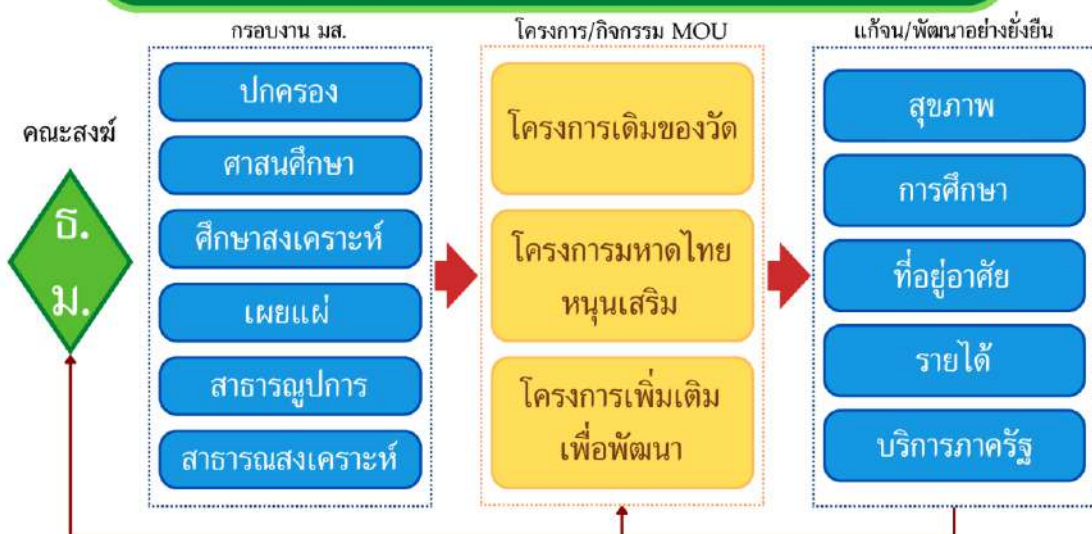 กรอบงาน มส.
โครงการ/กิจกรรม MOU
แก้จน/พัฒนาอย่างยั่งยืน
คณะสงฆ์
ธ.
ม.
ปกครอง
ศาสนศึกษา
ศึกษาสงเคราะห์
เผยแผ่
สาธารณูปการ
สาธารณสงเคราะห์
โครงการเดิมของวัด
โครงการมหาดไทย
หนุนเสริม
โครงการเพิ่มเติม
เพื่อพัฒนา
สุขภาพ
การศึกษา
ที่อยู่อาศัย
รายได้
บริการภาครัฐ